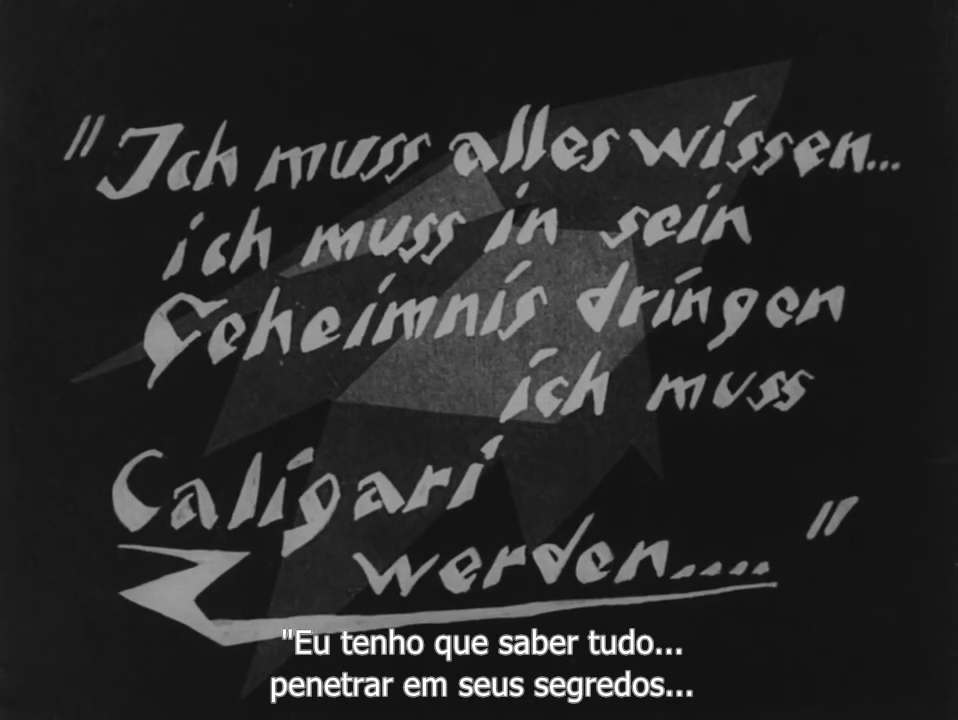 "Ich muss alles wissen...
ich muss in sein
Geheimnis dringen
ich muss
Caligari
werden...."
"Eu tenho que saber tudo...
penetrar em seus segredos...